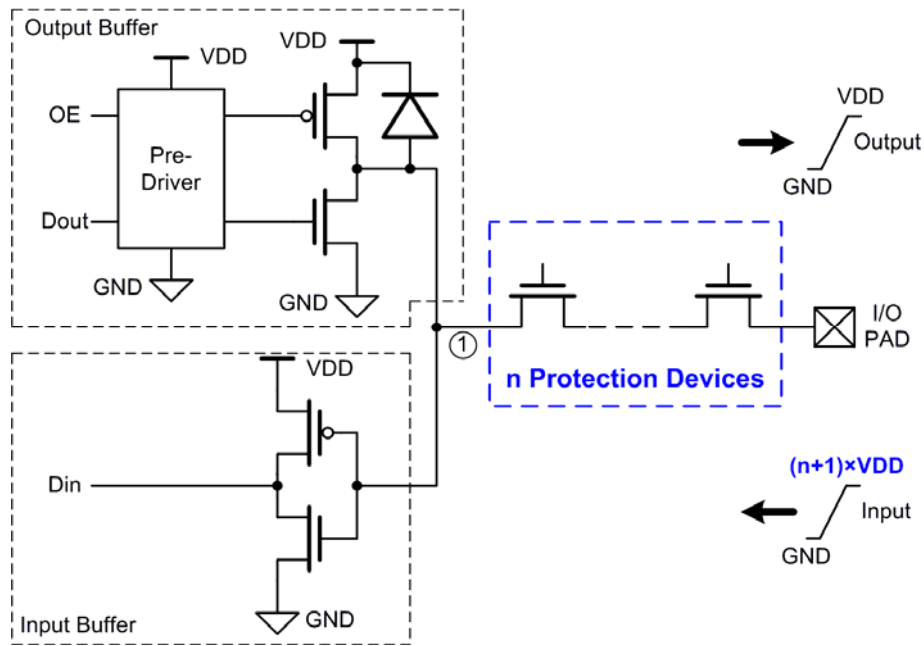 Output Buffer
VDD
VDD
OE
Pre-
Driver
Dout
GND
GND
VDD
Output
GND
1
n Protection Devices
I/O
PAD
VDD
Din
GND
Input Buffer
(n+1)×VDD
Input
GND